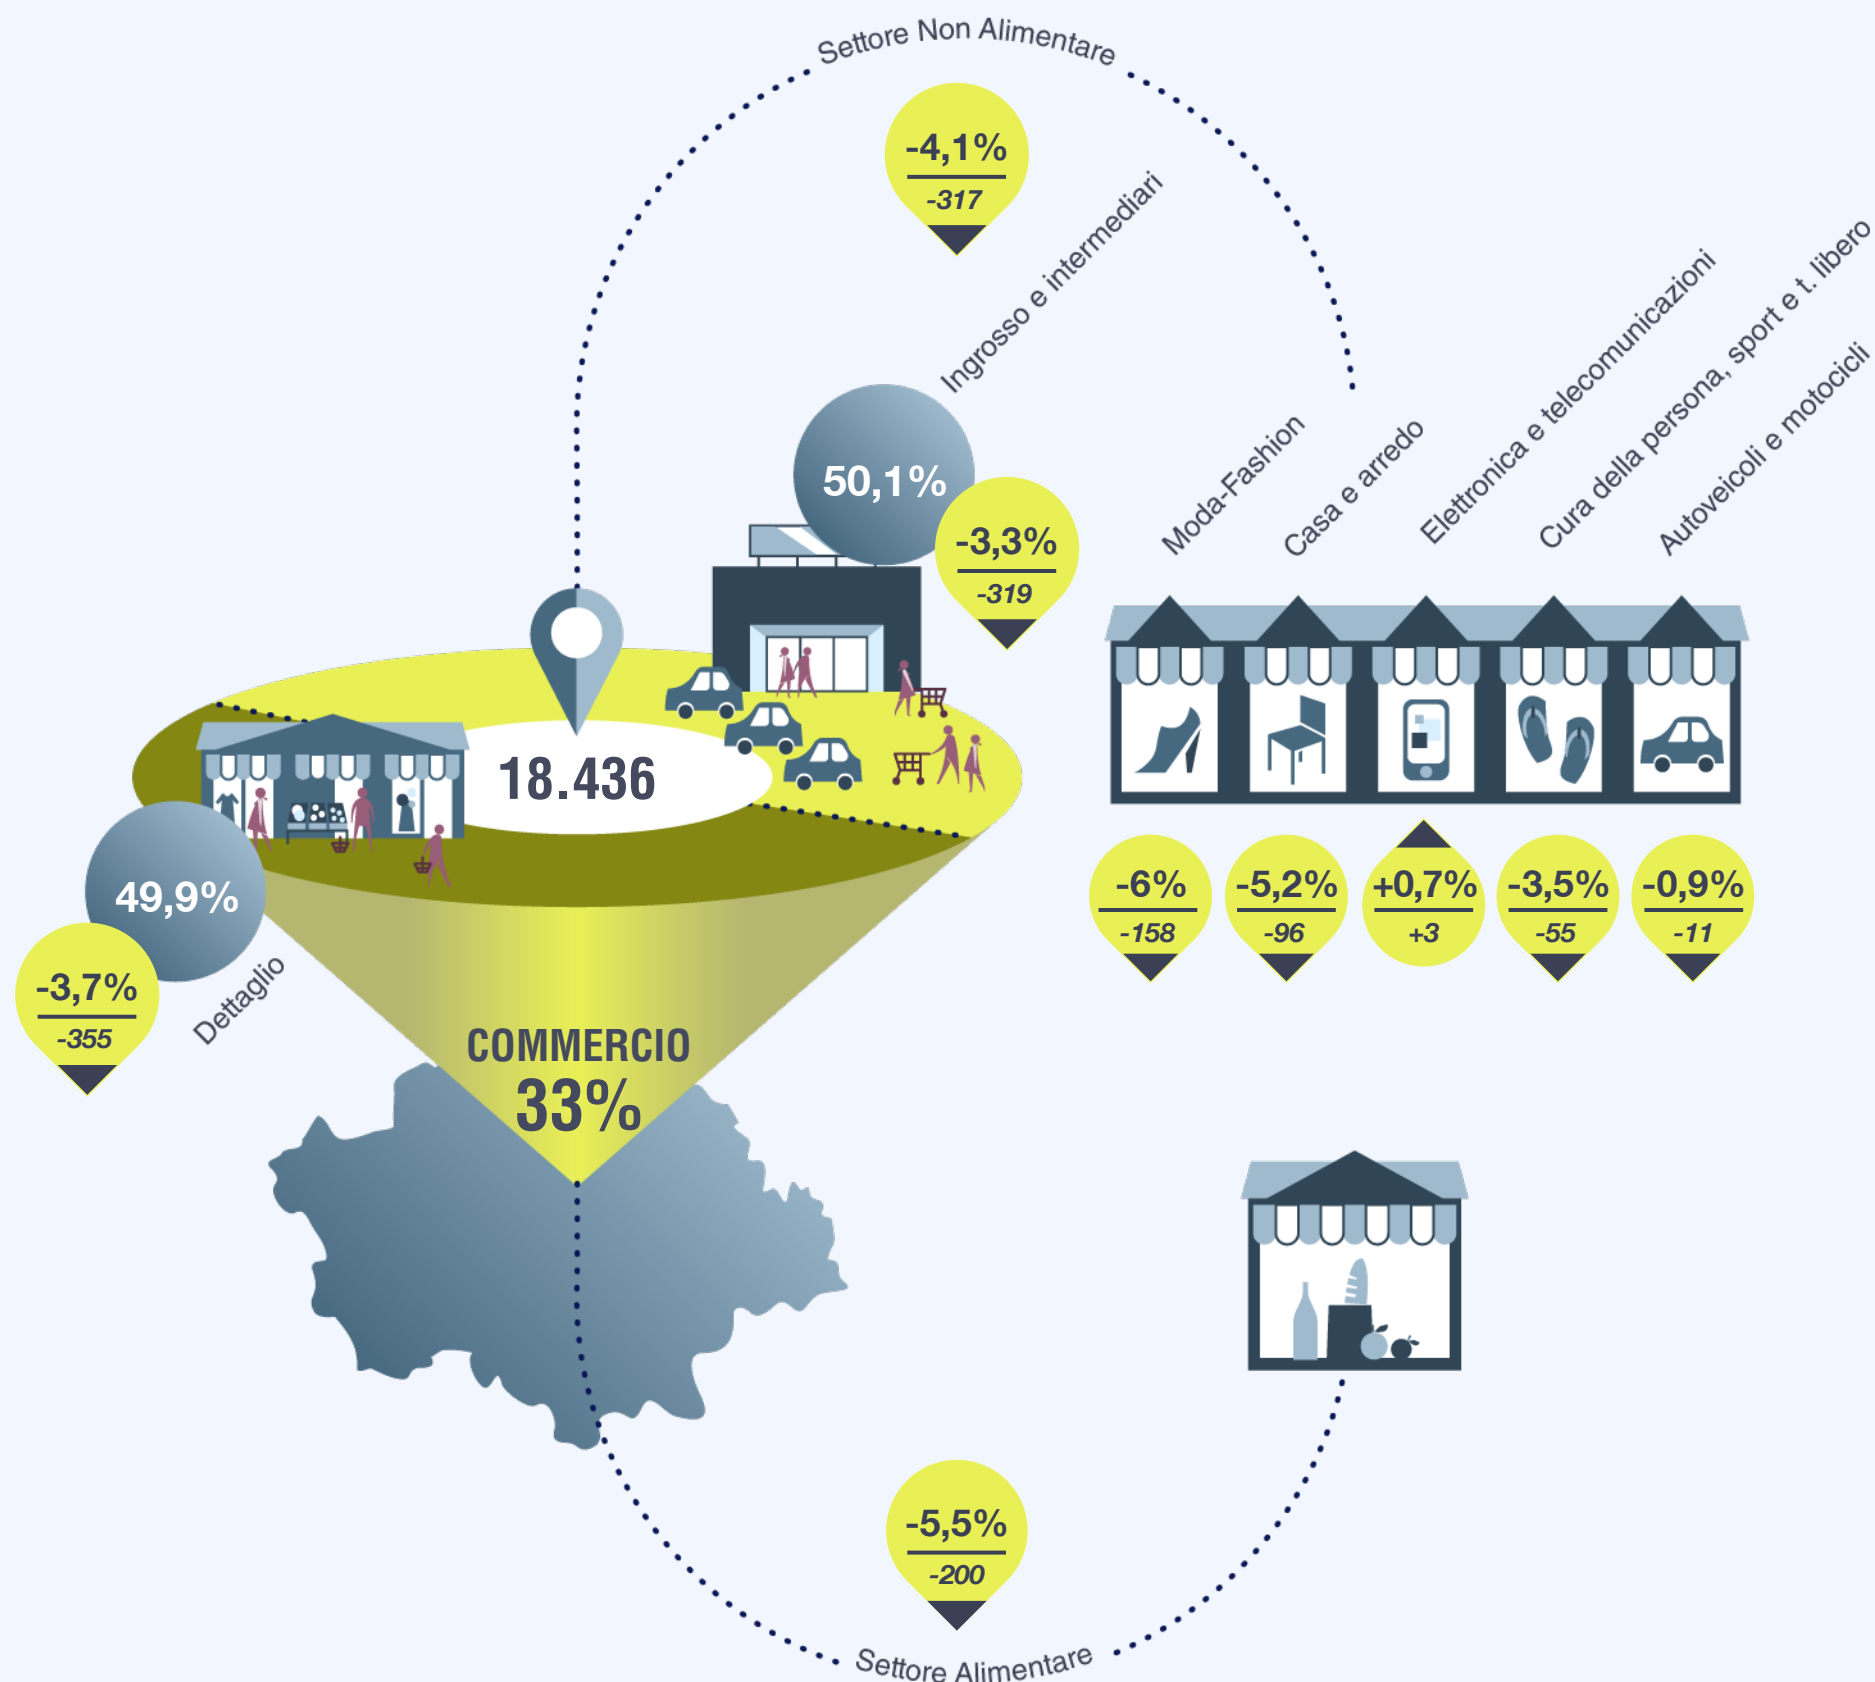 Settore Non Alimentare
-4,1%
-317
Ingrosso e intermediari
50,1%
-3,3%
-319
Moda-Fashion
Casa e arredo
Elettronica e telecomunicazioni
Cura della persona, sport e t. libero
Autoveicoli e motocicli
18.436
-6%
-158
-5,2%
-96
+0,7%
+3
-3,5%
-55
-0,9%
-11
49,9%
-3,7%
-355
Dettaglio
COMMERCIO
33%
-5,5%
-200
Settore Alimentare